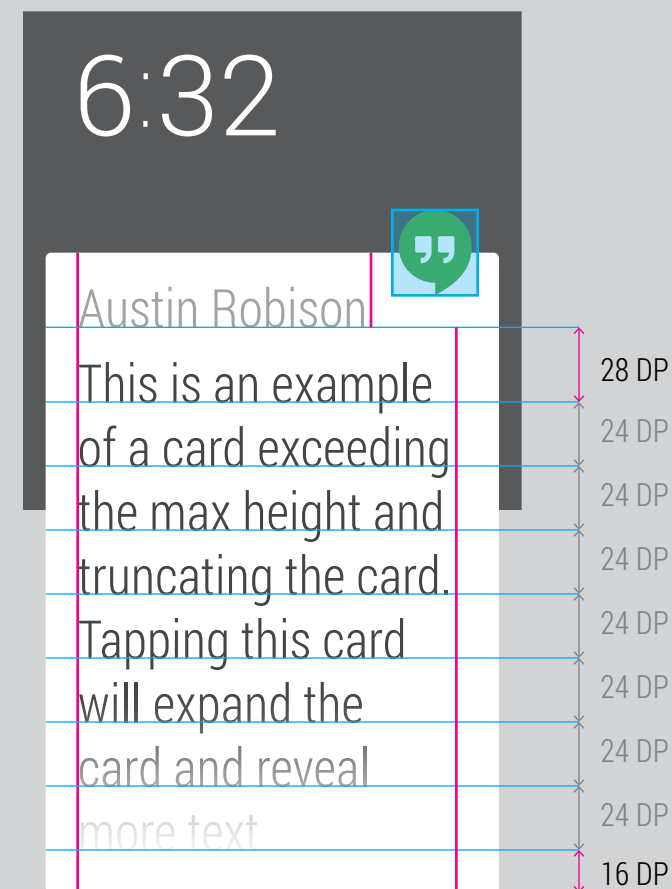 6:32
Austin Robison
This is an example
of a card exceeding
the max height and
truncating the card.
Tapping this card
will expand the
card and reveal
more text
28 DP
24 DP
24 DP
24 DP
24 DP
24 DP
24 DP
24 DP
16 DP